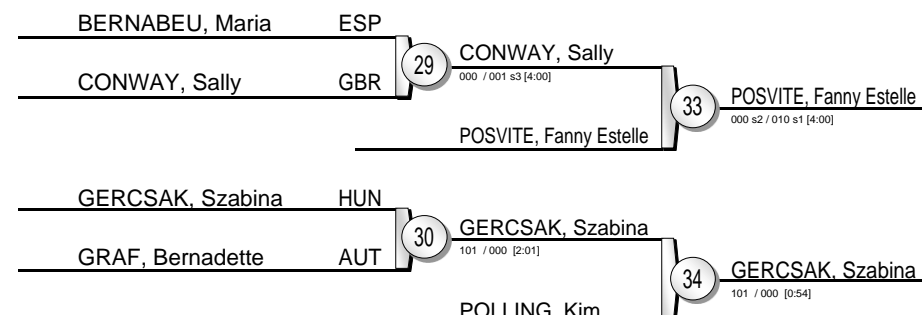 BERNABEU, Maria ESP
29
CONWAY, Sally
000 / 001 s3 [4:00]
CONWAY, Sally GBR
33
POSVITE, Fanny Estelle
000 s2 / 010 s1 [4:00]
POSVITE, Fanny Estelle
GERCSAK, Szabina HUN
30
GERCSAK, Szabina
101 / 000 [2:01]
GRAF, Bernadette AUT
34
GERCSAK, Szabina
101 / 000 [0:54]
POLLING, Kim